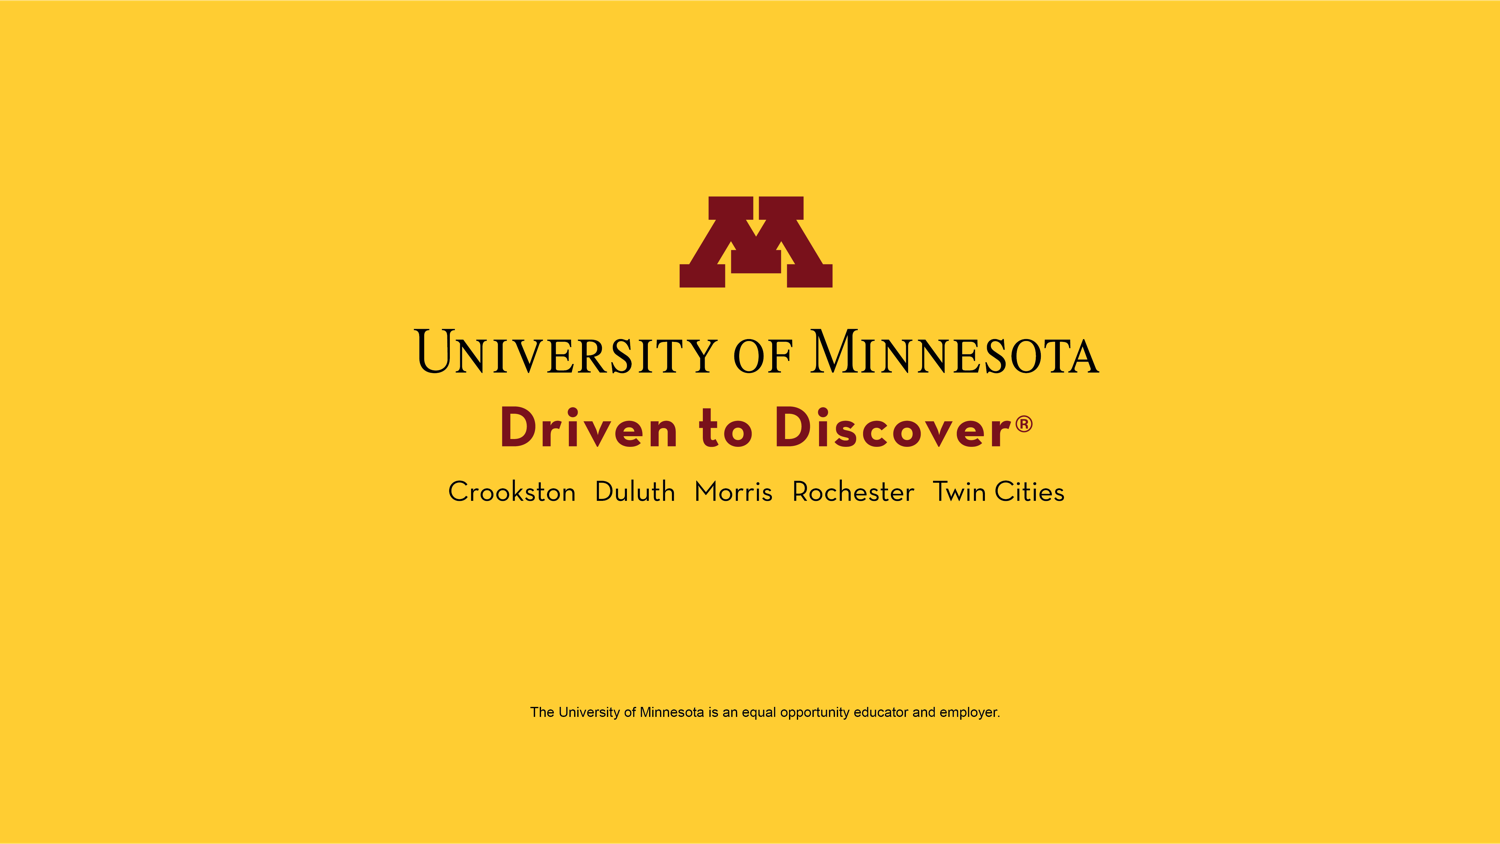 M
University of Minnesota
Driven to Discover®
Crookston Duluth Morris Rochester Twin Cities
The University of Minnesota is an equal opportunity educator and employer.